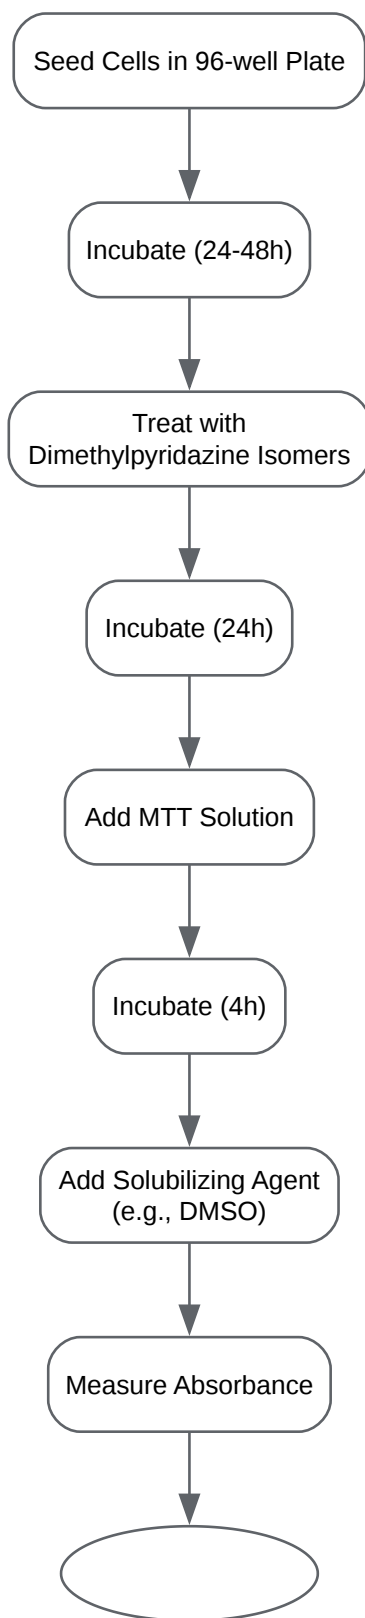 Seed Cells in 96-well Plate
Incubate (24-48h)
Treat with
Dimethylpyridazine Isomers
Incubate (24h)
Add MTT Solution
Incubate (4h)
Add Solubilizing Agent
(e.g., DMSO)
Measure Absorbance